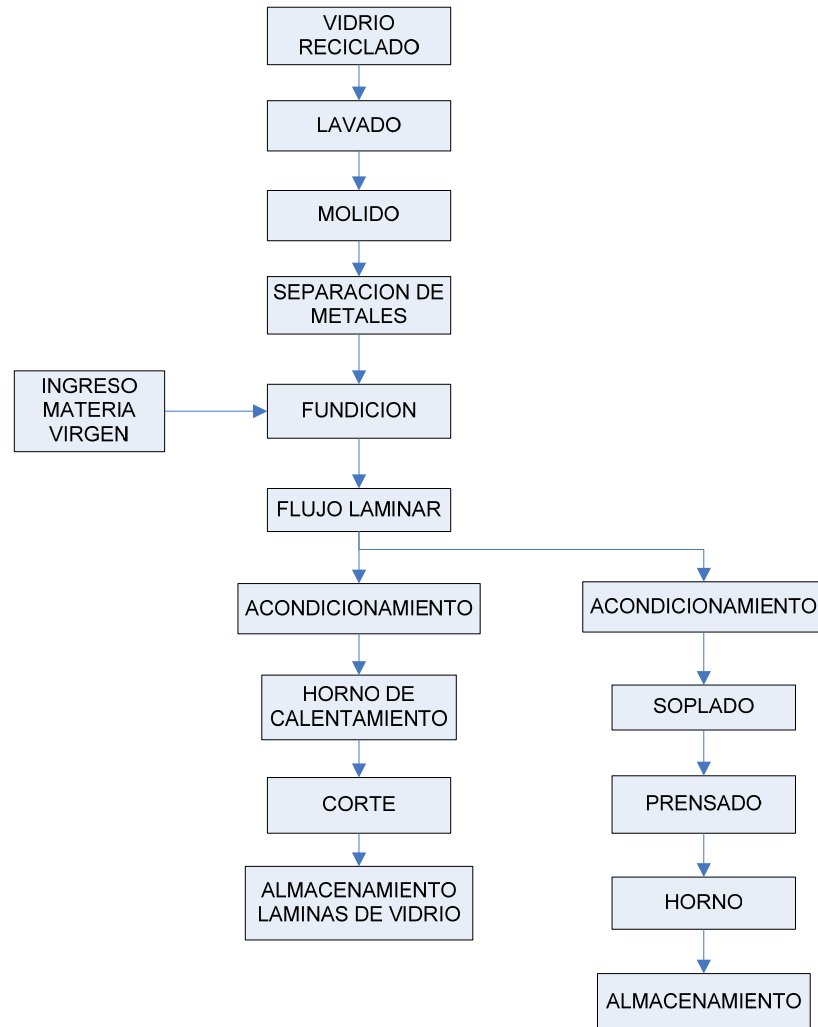 VIDRIO
RECICLADO
LAVADO
MOLIDO
SEPARACION DE
METALES
INGRESO
MATERIA
VIRGEN
FUNDICION
FLUJO LAMINAR
ACONDICIONAMIENTO
HORNO DE
CALENTAMIENTO
CORTE
ALMACENAMIENTO
LAMINAS DE VIDRIO
ACONDICIONAMIENTO
SOPLADO
PRENSADO
HORNO
ALMACENAMIENTO